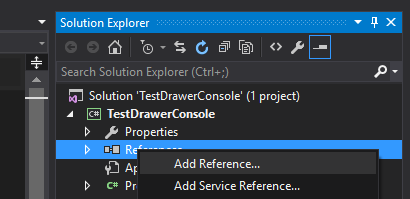 Solution Explorer
Search Solution Explorer (Ctrl+;)
Solution 'TestDrawerConsole' (1 project)
C# TestDrawerConsole
Properties
Add Reference...
C#
Add Service Reference...